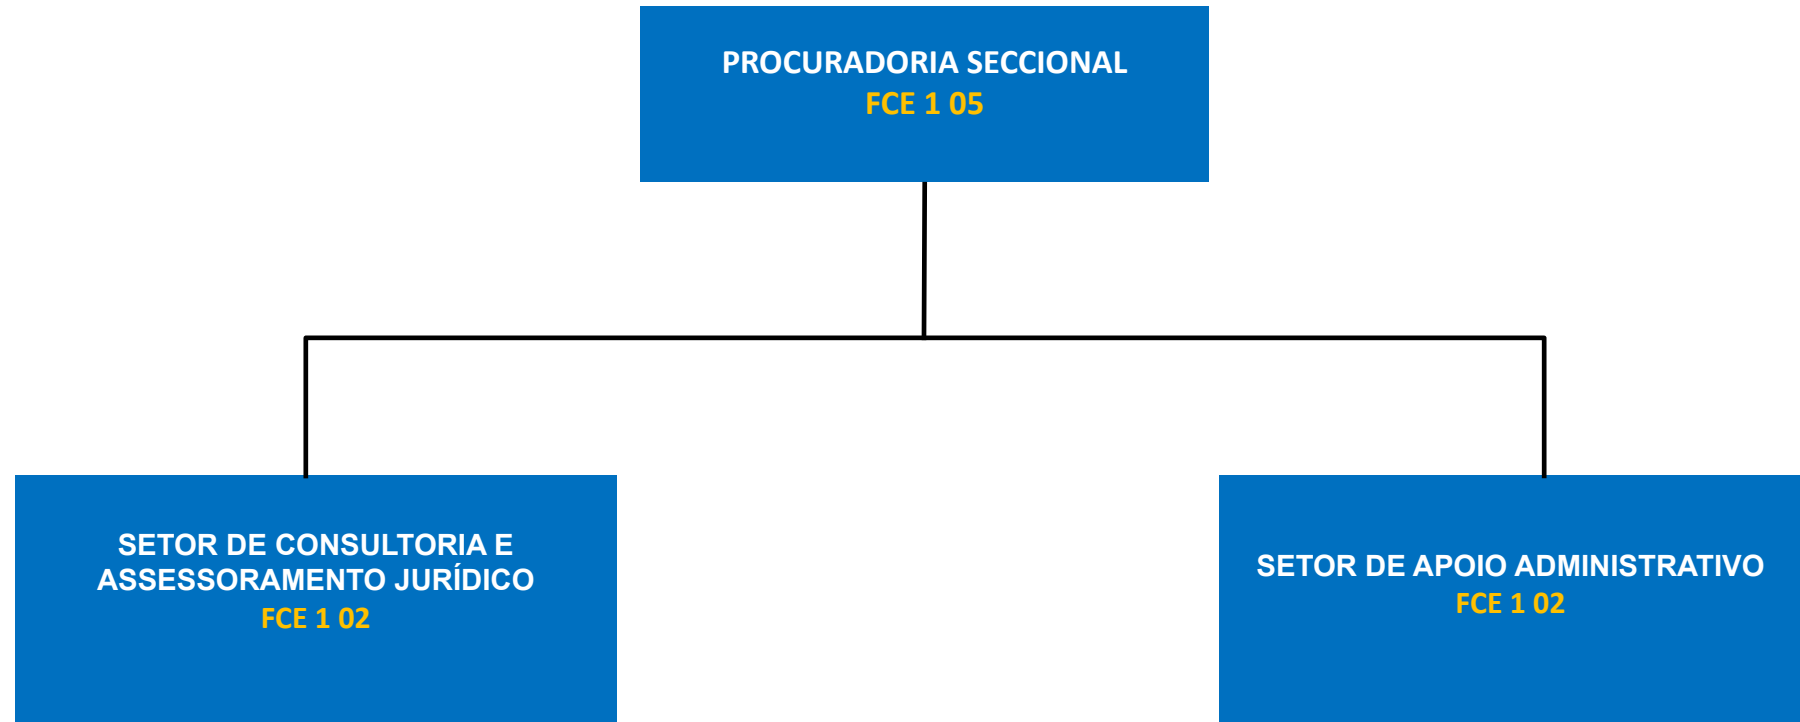 PROCURADORIA SECCIONAL
FCE 1 05
SETOR DE CONSULTORIA E
ASSESSORAMENTO JURÍDICO
FCE 1 02
SETOR DE APOIO ADMINISTRATIVO
FCE 1 02